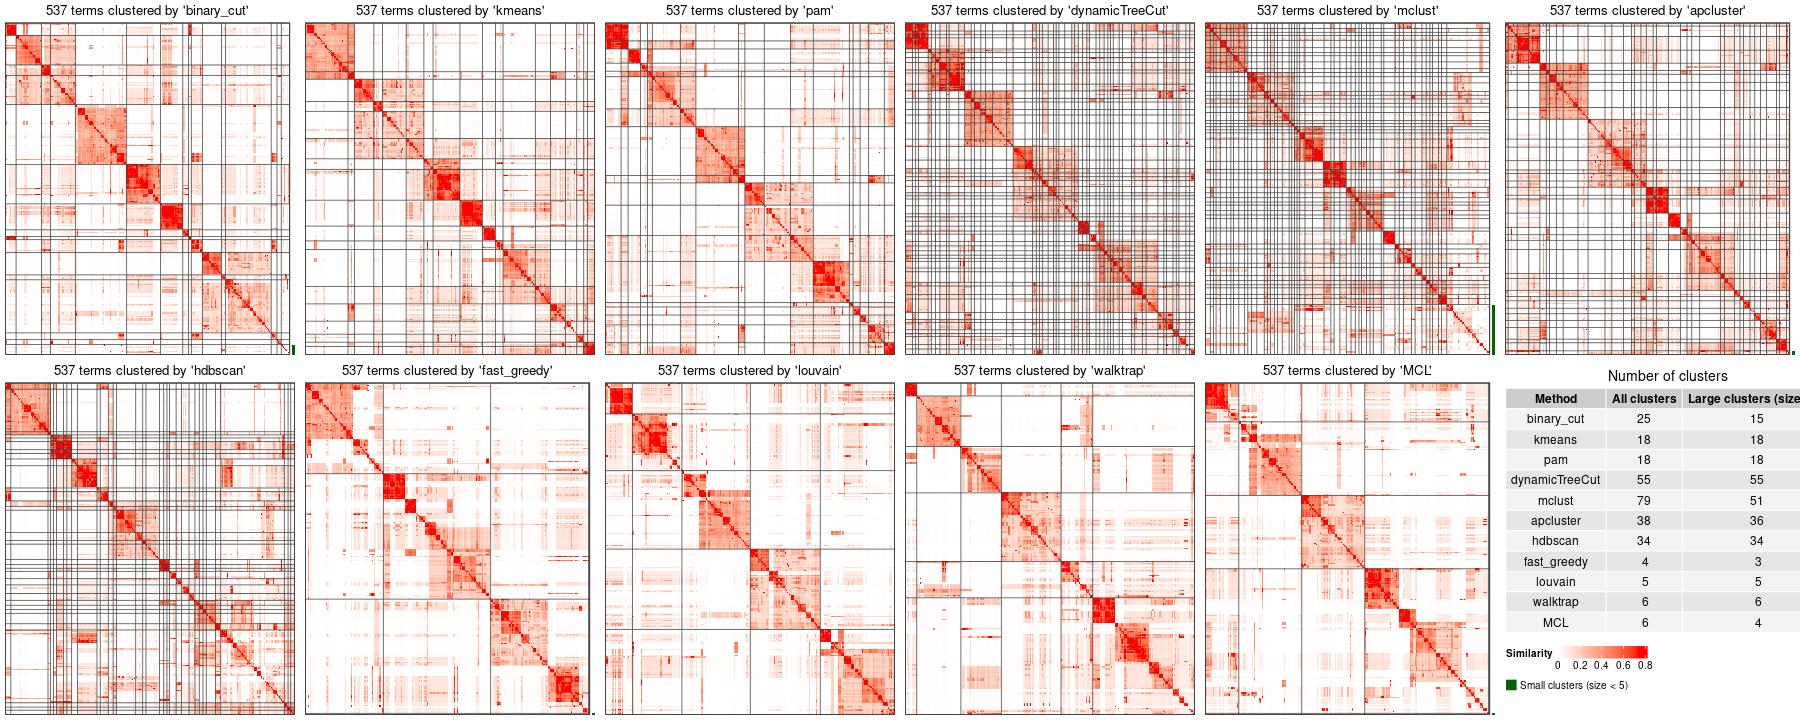 537 terms clustered by 'binary_cut'
537 terms clustered by 'kmeans'
537 terms clustered by 'pam'
537 terms clustered by 'dynamicTreeCut'
537 terms clustered by 'mclust'
537 terms clustered by 'apcluster'
537 terms clustered by 'hdbscan'
537 terms clustered by 'fast_greedy'
537 terms clustered by 'louvain'
537 terms clustered by 'walktrap'
537 terms clustered by 'MCL'
Number of clusters
Method All clusters Large clusters (size
binary_cut 25 15
kmeans 18 18
pam 18 18
dynamicTreeCut 55 55
mclust 79 51
apcluster 38 36
hdbscan 34 34
fast_greedy 4 3
louvain 5 5
walktrap 6 6
MCL 6 4
Similarity
0 0.2 0.4 0.6 0.8
Small clusters (size < 5)